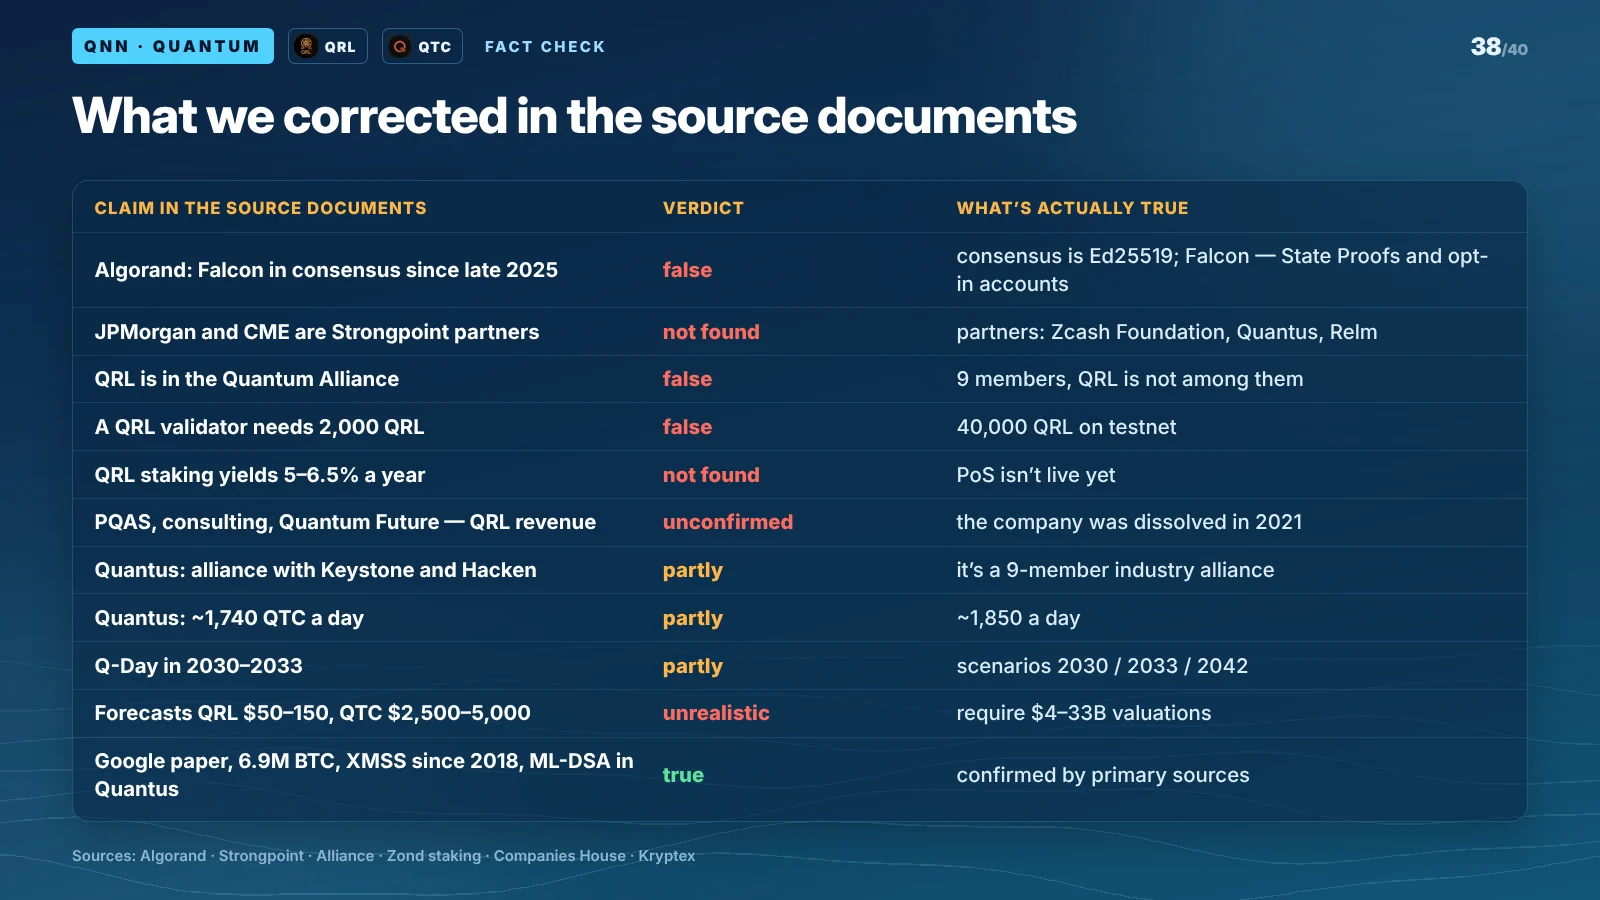 QNN · QUANTUM
QRL
QTC
FACT CHECK
38/40
What we corrected in the source documents
CLAIM IN THE SOURCE DOCUMENTS
VERDICT
WHAT’S ACTUALLY TRUE
Algorand: Falcon in consensus since late 2025
false
consensus is Ed25519; Falcon — State Proofs and opt-
in accounts
JPMorgan and CME are Strongpoint partners
not found
partners: Zcash Foundation, Quantus, Relm
QRL is in the Quantum Alliance
false
9 members, QRL is not among them
A QRL validator needs 2,000 QRL
false
40,000 QRL on testnet
QRL staking yields 5–6.5% a year
not found
PoS isn’t live yet
PQAS, consulting, Quantum Future — QRL revenue
unconfirmed
the company was dissolved in 2021
Quantus: alliance with Keystone and Hacken
partly
it’s a 9-member industry alliance
Quantus: ~1,740 QTC a day
partly
~1,850 a day
Q-Day in 2030–2033
partly
scenarios 2030 / 2033 / 2042
Forecasts QRL $50–150, QTC $2,500–5,000
unrealistic
require $4–33B valuations
Google paper, 6.9M BTC, XMSS since 2018, ML-DSA in
Quantus
true
confirmed by primary sources
Sources: Algorand · Strongpoint · Alliance · Zond staking · Companies House · Kryptex